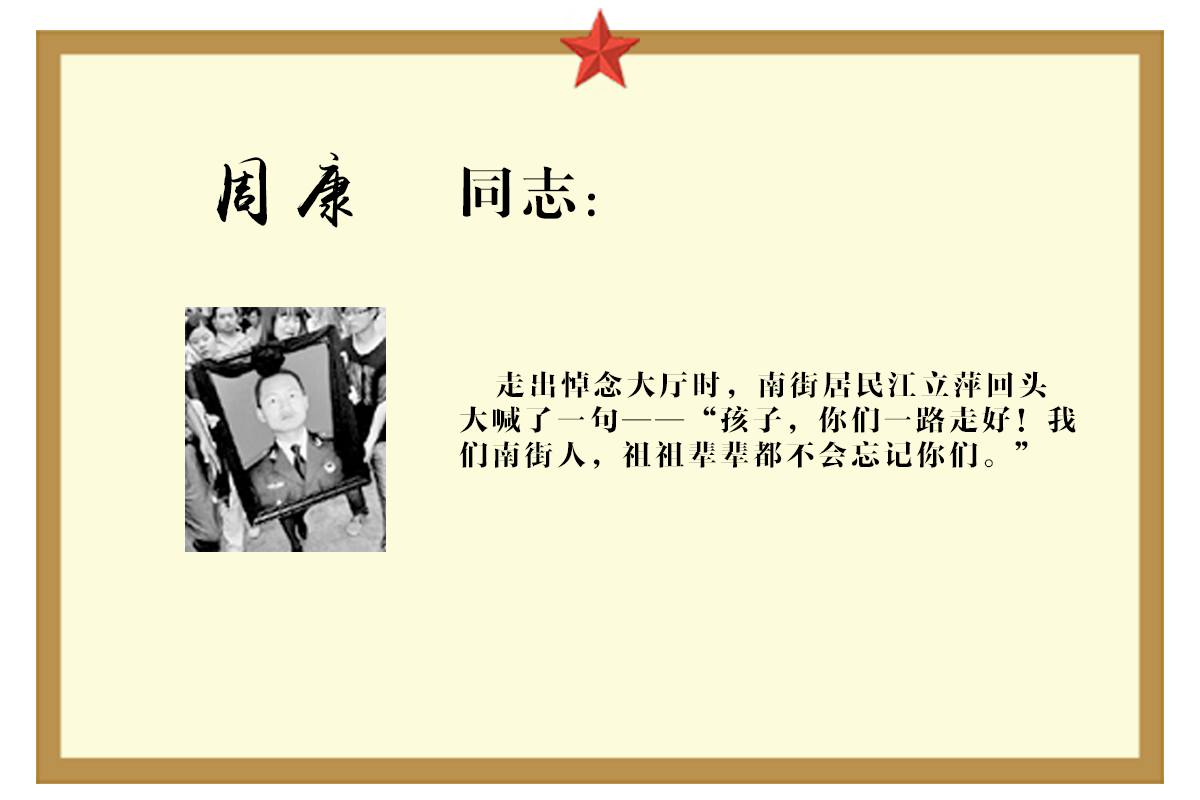 周康 同志：
走出悼念大厅时，南街居民江立萍回头
大喊了一句——“孩子，你们一路走好！我
们南街人，祖祖辈辈都不会忘记你们。”